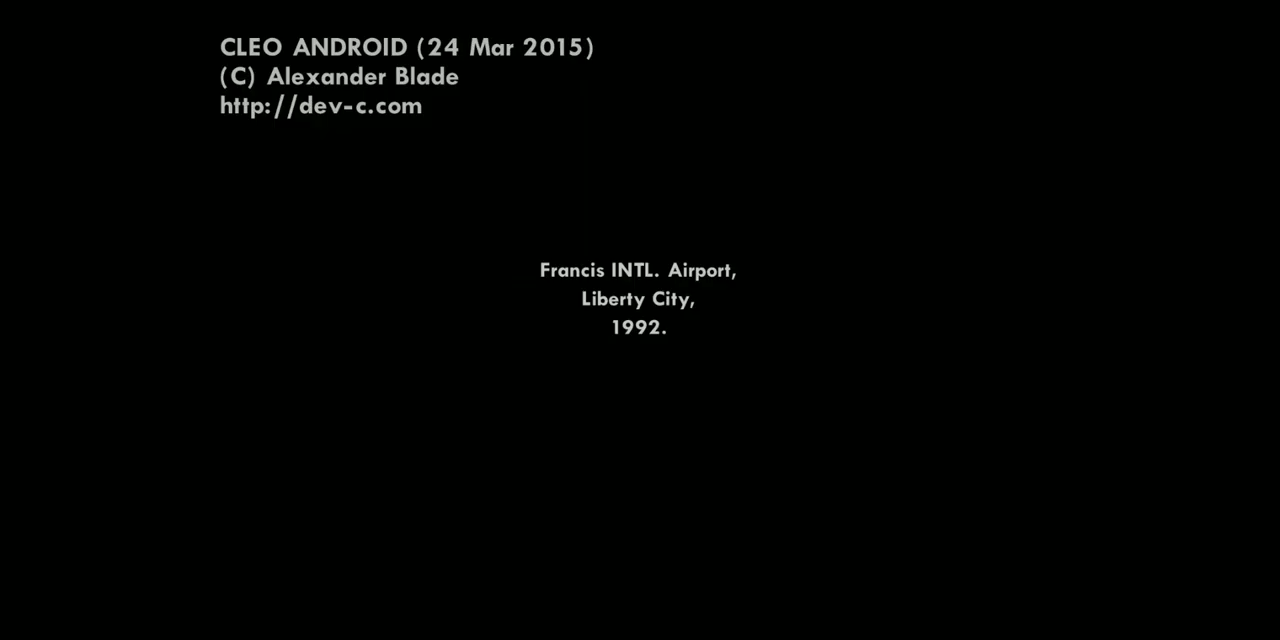 CLEO ANDROID (24 Mar 2015)
(C) Alexander Blade
http://dev-c.com
Francis INTL. Airport,
Liberty City,
1992.